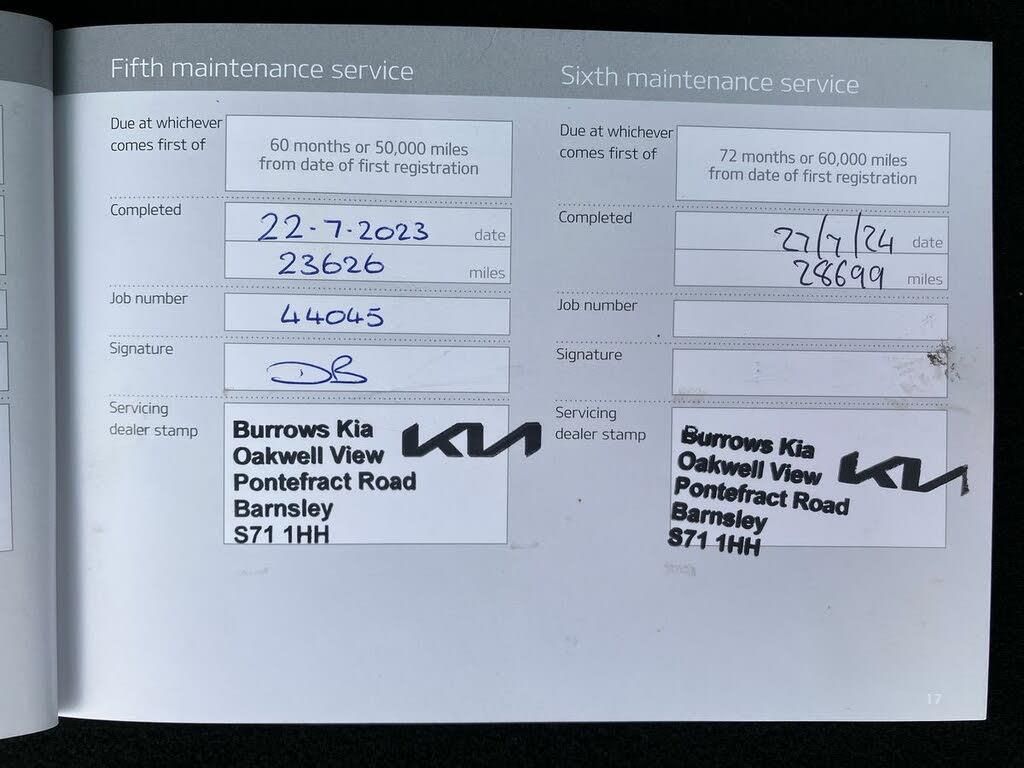 Fifth maintenance service
Due at whichever
comes first of
60 months or 50,000 miles
from date of first registration
Completed
22-7-2023 date
23626 miles
Job number
44045
Signature
DB
Servicing
dealer stamp
Burrows Kia
Oakwell View
Pontefract Road
Barnsley
S71 1HH
KIA
Sixth maintenance service
Due at whichever
comes first of
72 months or 60,000 miles
from date of first registration
Completed
27/7/24 date
28699 miles
Job number
Signature
Servicing
dealer stamp
Burrows Kia
Oakwell View
Pontefract Road
Barnsley
S71 1HH
KIA
17